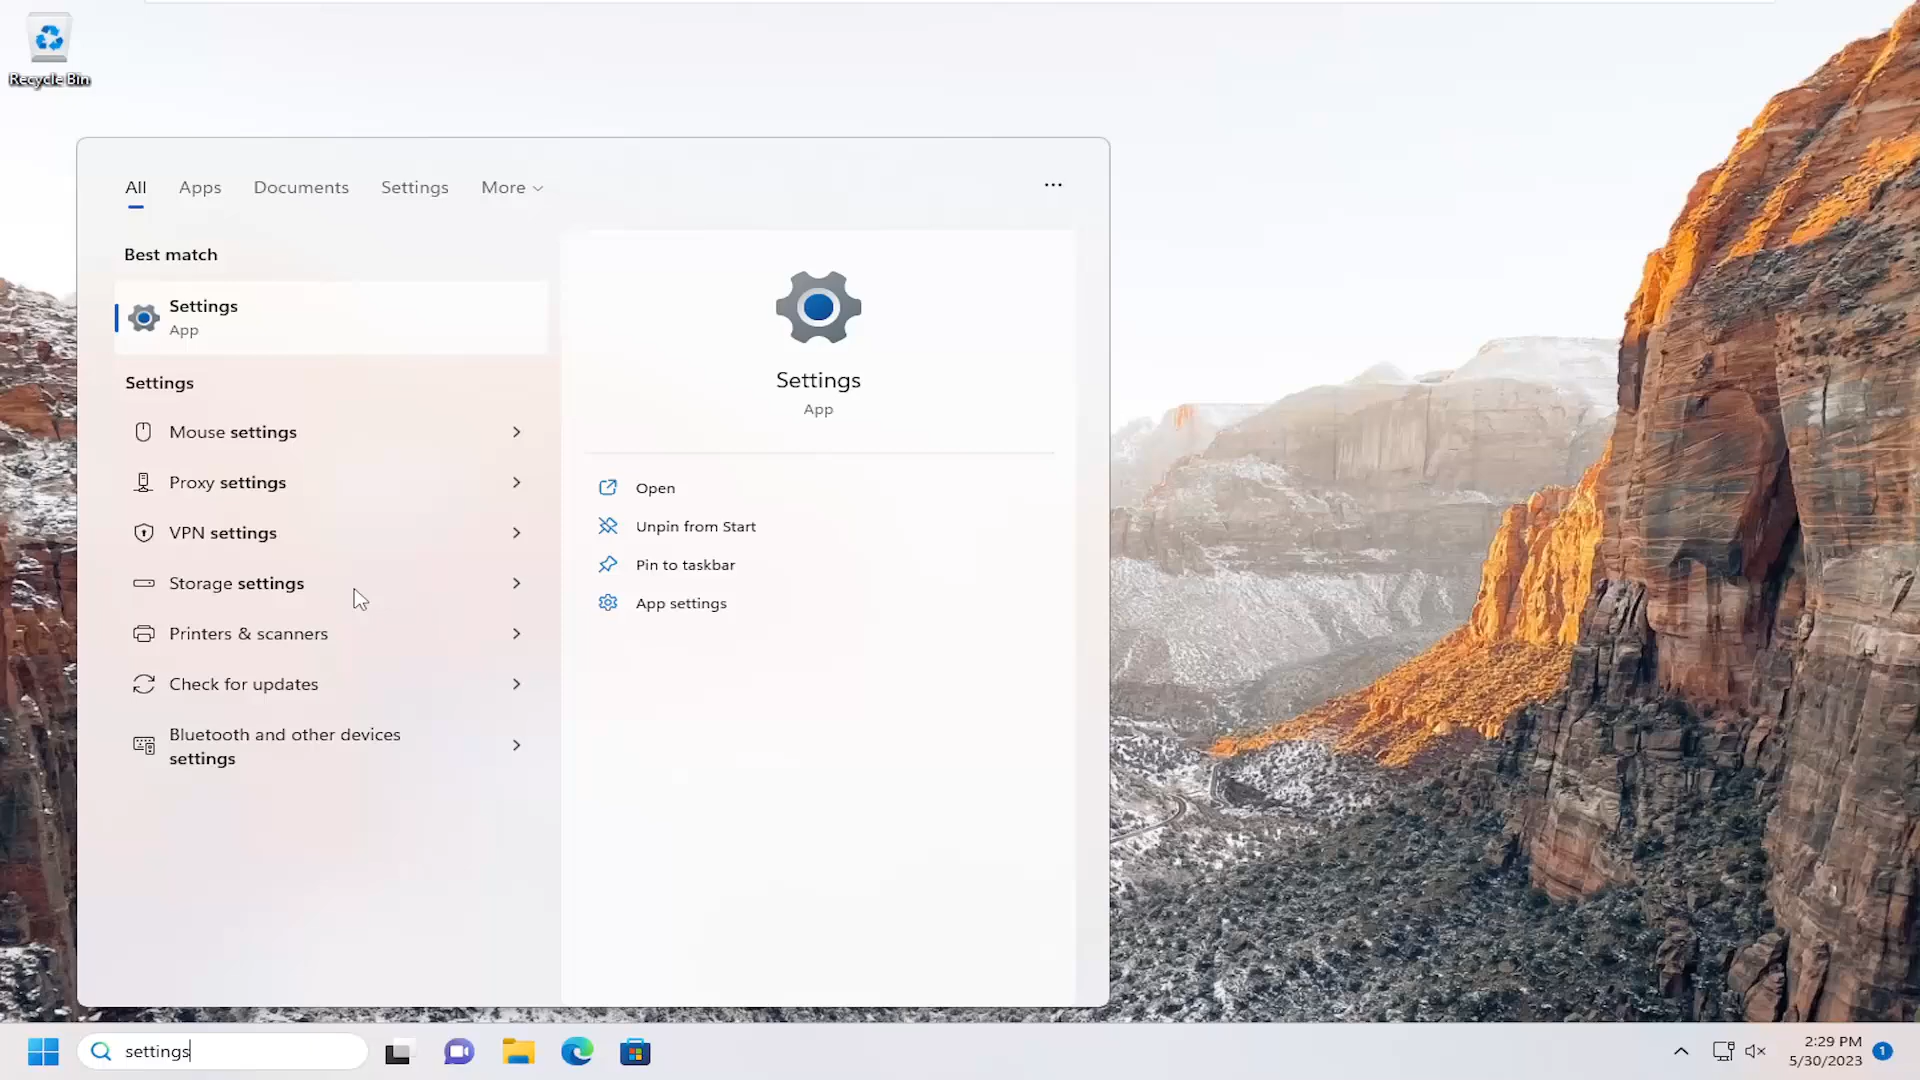 Recycle Bin
All Apps Documents Settings More
Best match
Settings
App
Settings
Mouse settings
Proxy settings
VPN settings
Storage settings
Printers & scanners
Check for updates
Bluetooth and other devices
settings
Settings
App
Open
Unpin from Start
Pin to taskbar
App settings
settings
2:29 PM
5/30/2023
1